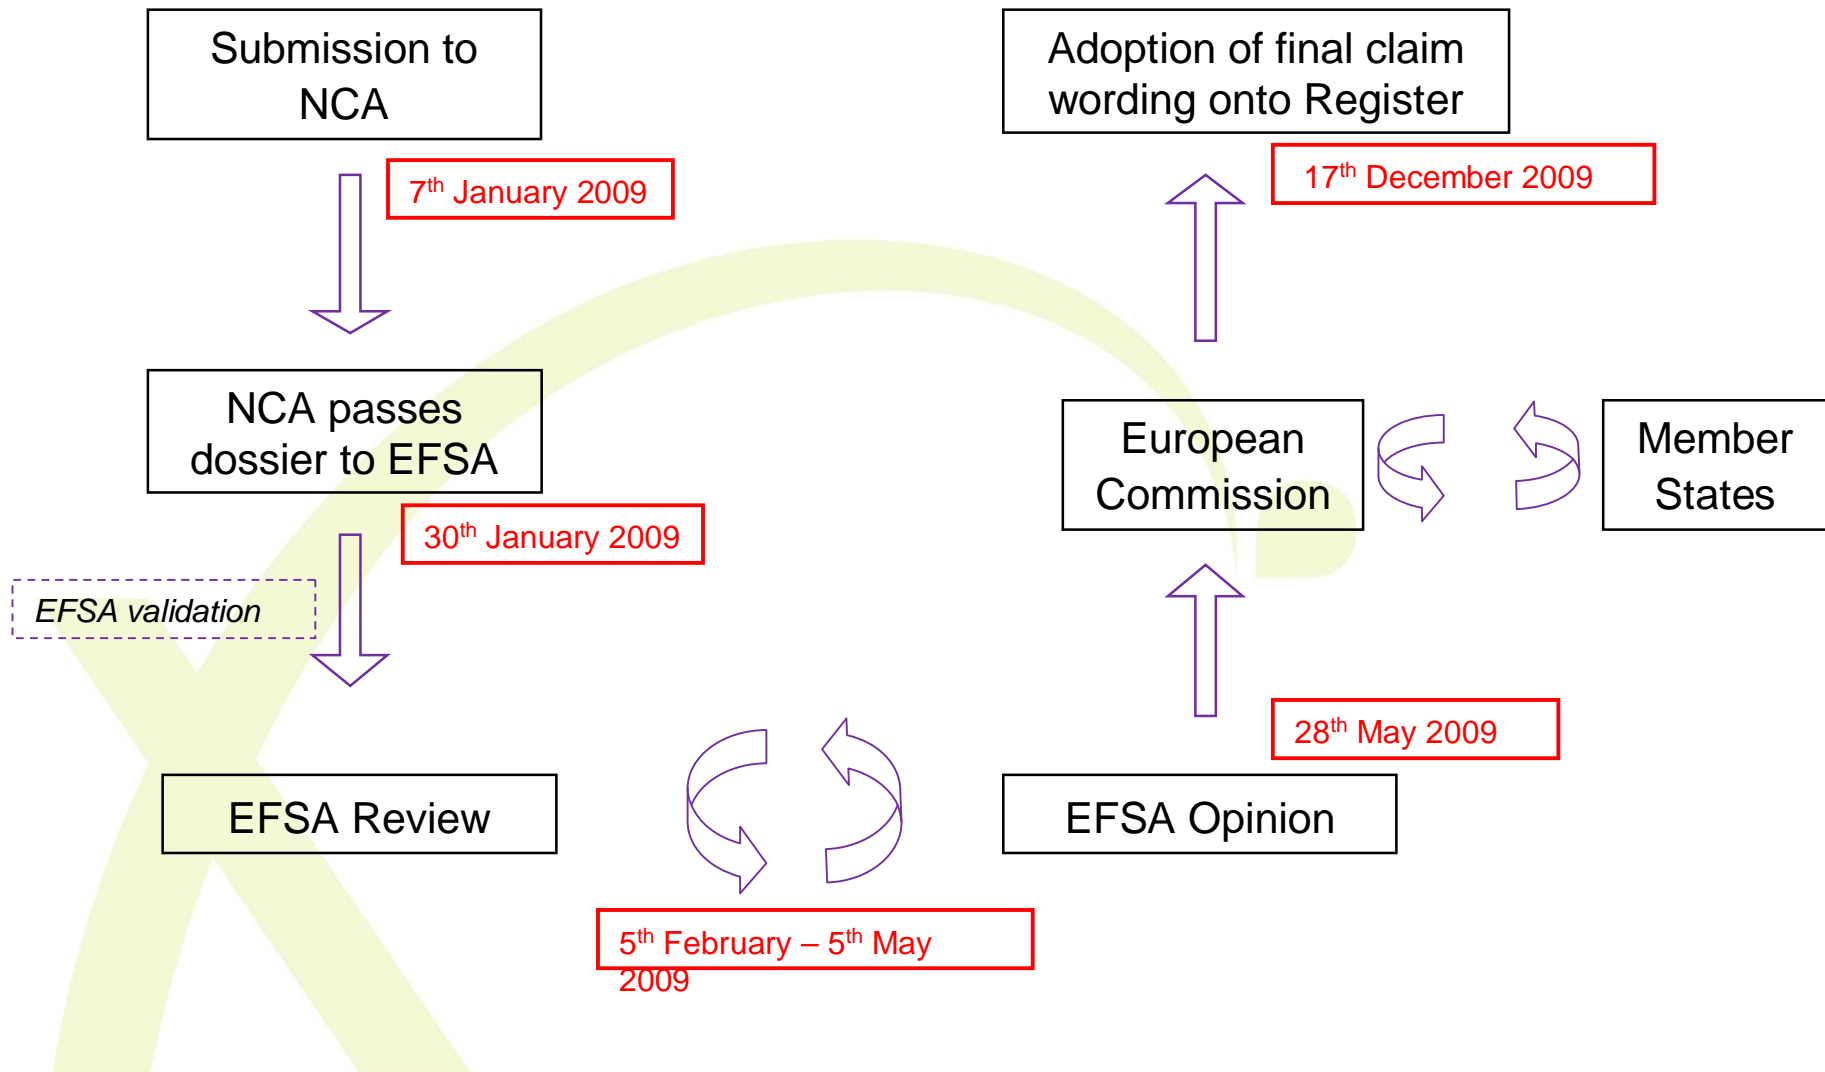 Submission to
NCA
7th January 2009
NCA passes
dossier to EFSA
30th January 2009
EFSA validation
EFSA Review
5th February – 5th May
2009
EFSA Opinion
28th May 2009
European
Commission
Member
States
Adoption of final claim
wording onto Register
17th December 2009